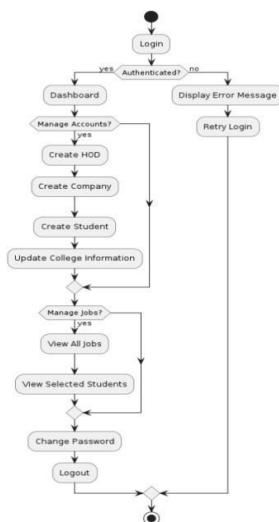 Login
yes
Authenticated?
no
Dashboard
Display Error Message
Manage Accounts?
Retry Login
yes
Create HOD
Create Company
Create Student
Update College Information
Manage Jobs?
yes
View All Jobs
View Selected Students
Change Password
Logout